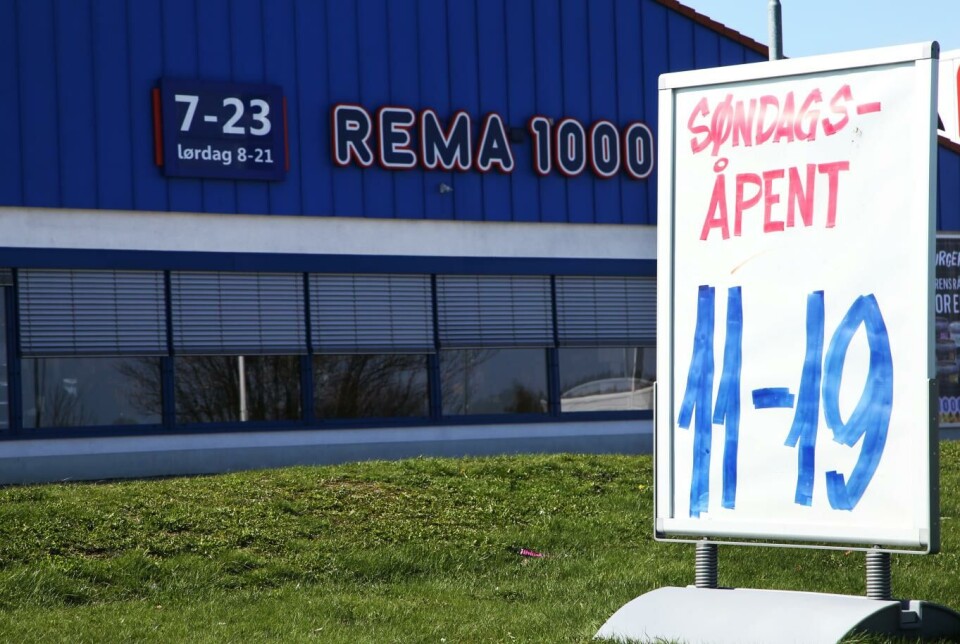 7-23
lørdag 8-21
REMA 1000
SØNDAGS-
ÅPENT
11-19